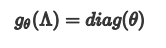 g_θ(Λ) = diag(θ)